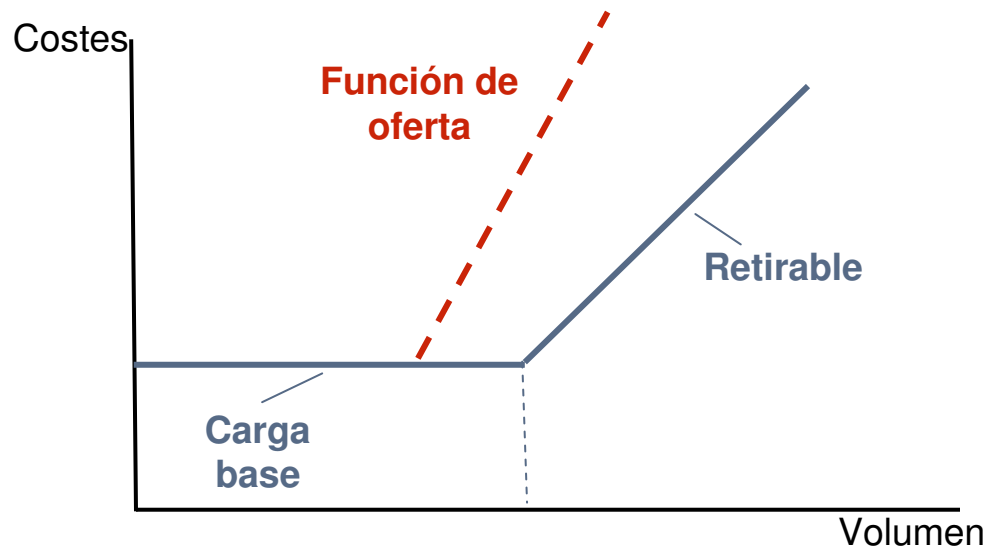 Costes
Función de
oferta
Retirable
Carga
base
Volumen